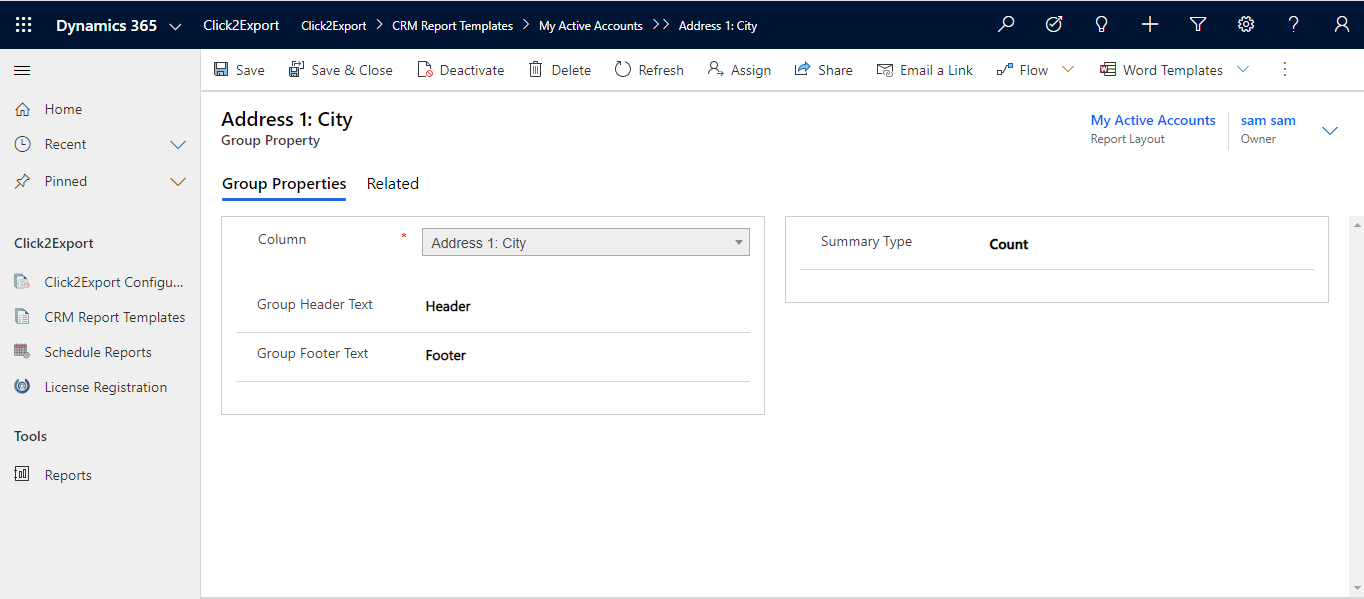 Dynamics 365 Click2Export Click2Export > CRM Report Templates > My Active Accounts >> Address 1: City ?
Save Save & Close Deactivate Delete Refresh Assign Share Email a Link Flow Word Templates
Home
Recent
Pinned
Click2Export
Click2Export Configu...
CRM Report Templates
Schedule Reports
License Registration
Tools
Reports
Address 1: City
Group Property
My Active Accounts
Report Layout
sam sam
Owner
Group Properties Related
Column * Address 1: City
Group Header Text Header
Group Footer Text Footer
Summary Type Count